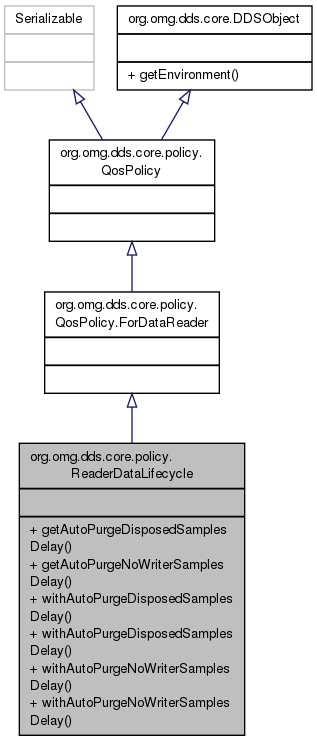 Serializable
org.omg.dds.core.DDSObject
+ getEnvironment()
org.omg.dds.core.policy.
QosPolicy
org.omg.dds.core.policy.
QosPolicy.ForDataReader
org.omg.dds.core.policy.
ReaderDataLifecycle
+ getAutoPurgeDisposedSamples
Delay()
+ getAutoPurgeNoWriterSamples
Delay()
+ withAutoPurgeDisposedSamples
Delay()
+ withAutoPurgeDisposedSamples
Delay()
+ withAutoPurgeNoWriterSamples
Delay()
+ withAutoPurgeNoWriterSamples
Delay()